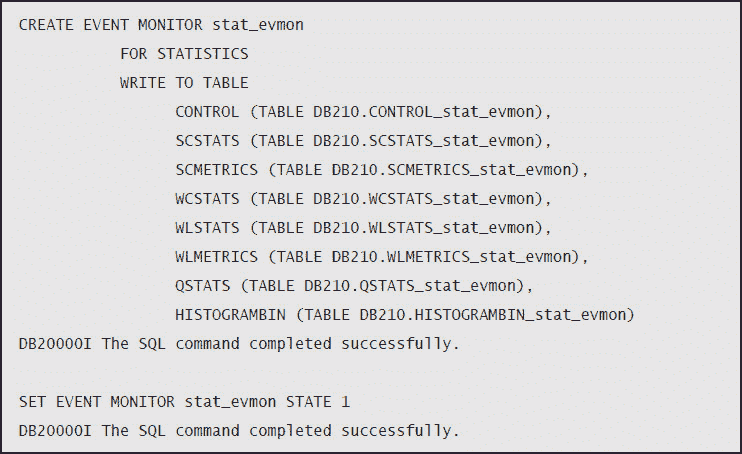 CREATE EVENT MONITOR stat_evmon
FOR STATISTICS
WRITE TO TABLE
CONTROL (TABLE DB210.CONTROL_stat_evmon),
SCSTATS (TABLE DB210.SCSTATS_stat_evmon),
SCMETRICS (TABLE DB210.SCMETRICS_stat_evmon),
WCSTATS (TABLE DB210.WCSTATS_stat_evmon),
WLSTATS (TABLE DB210.WLSTATS_stat_evmon),
WLMETRICS (TABLE DB210.WLMETRICS_stat_evmon),
QSTATS (TABLE DB210.QSTATS_stat_evmon),
HISTOGRAMBIN (TABLE DB210.HISTOGRAMBIN_stat_evmon)
DB20000I The SQL command completed successfully.
SET EVENT MONITOR stat_evmon STATE 1
DB20000I The SQL command completed successfully.